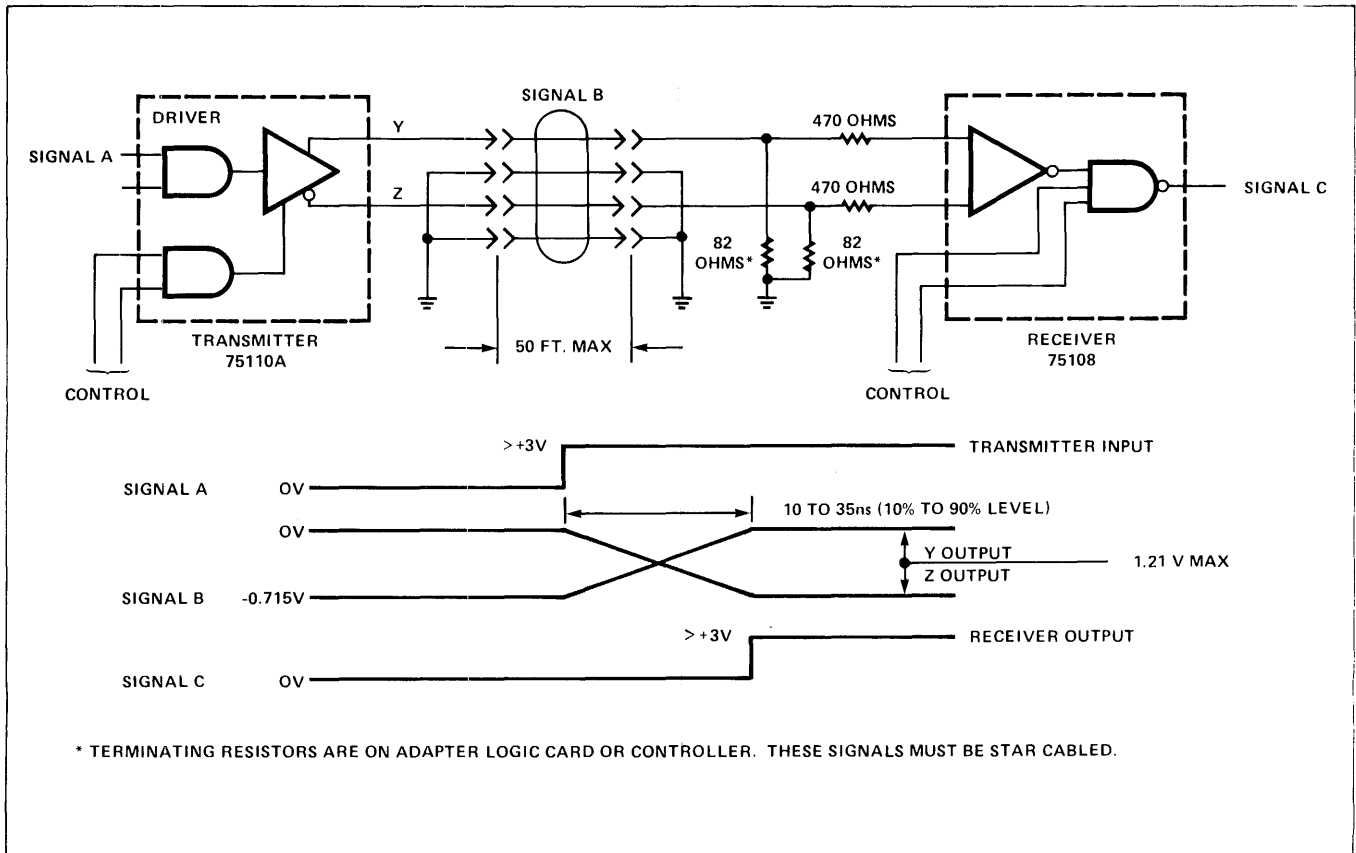 SIGNAL B
DRIVER
Y
470 OHMS
SIGNAL A
SIGNAL C
Z
470 OHMS
82
OHMS*
82
OHMS*
TRANSMITTER
75110A
50 FT. MAX
RECEIVER
75108
CONTROL
CONTROL
>+3V
TRANSMITTER INPUT
SIGNAL A
0V
10 TO 35ns (10% TO 90% LEVEL)
0V
Y OUTPUT
1.21 V MAX
Z OUTPUT
SIGNAL B
-0.715V
>+3V
RECEIVER OUTPUT
SIGNAL C
0V
* TERMINATING RESISTORS ARE ON ADAPTER LOGIC CARD OR CONTROLLER. THESE SIGNALS MUST BE STAR CABLED.